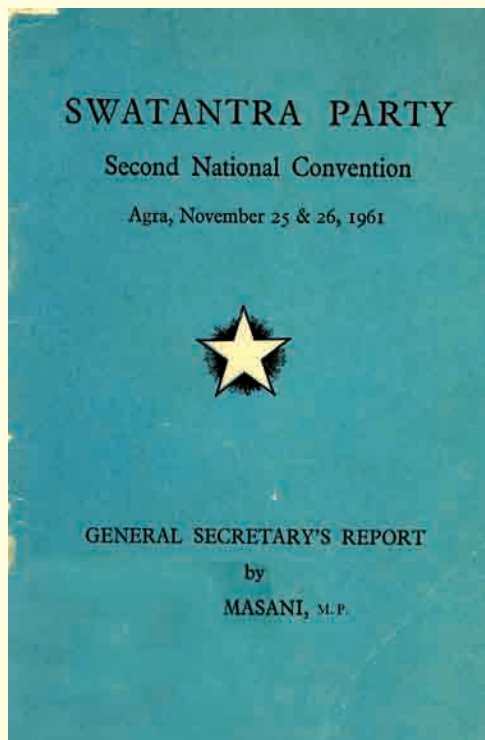 SWATANTRA PARTY
Second National Convention
Agra, November 25 & 26, 1961
GENERAL SECRETARY'S REPORT
by
MASANI, M.P.